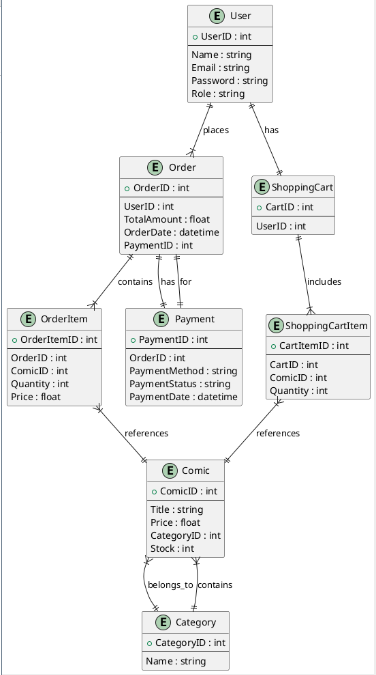 E User
UserID : int
Name : string
Email : string
Password : string
Role : string
places
has
E Order
OrderID : int
UserID : int
TotalAmount : float
OrderDate : datetime
PaymentID : int
E ShoppingCart
CartID : int
UserID : int
contains
has
for
includes
E OrderItem
OrderItemID : int
OrderID : int
ComicID : int
Quantity : int
Price : float
E Payment
PaymentID : int
OrderID : int
PaymentMethod : string
PaymentStatus : string
PaymentDate : datetime
E ShoppingCartItem
CartItemID : int
CartID : int
ComicID : int
Quantity : int
references
references
E Comic
ComicID : int
Title : string
Price : float
CategoryID : int
Stock : int
belongs_to
contains
E Category
CategoryID : int
Name : string